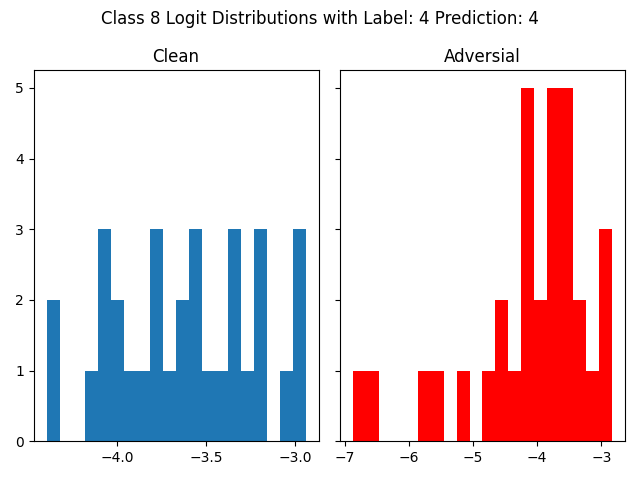 Class 8 Logit Distributions with Label: 4 Prediction: 4
Clean
Adversial
5
4
3
2
1
0
−4.0 −3.5 −3.0
−7 −6 −5 −4 −3